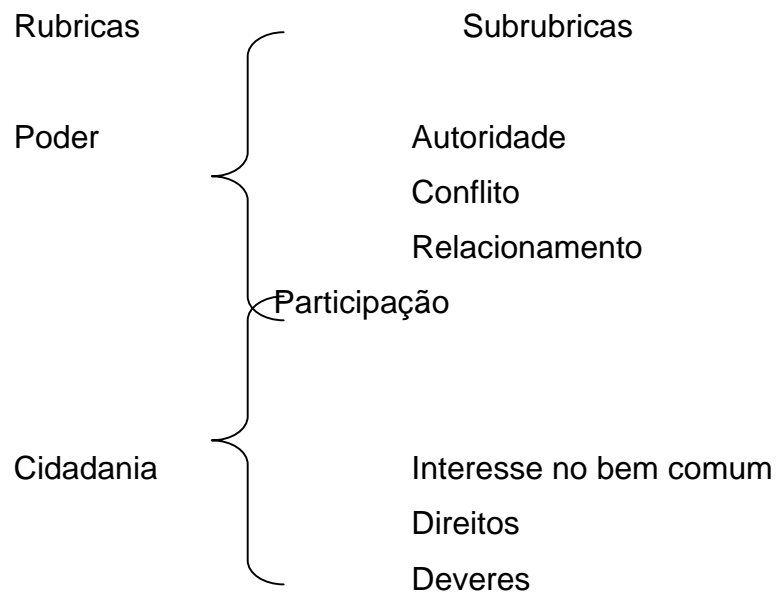 Rubricas Subrubricas
Poder Autoridade
Conflito
Relacionamento
Participação
Cidadania Interesse no bem comum
Direitos
Deveres